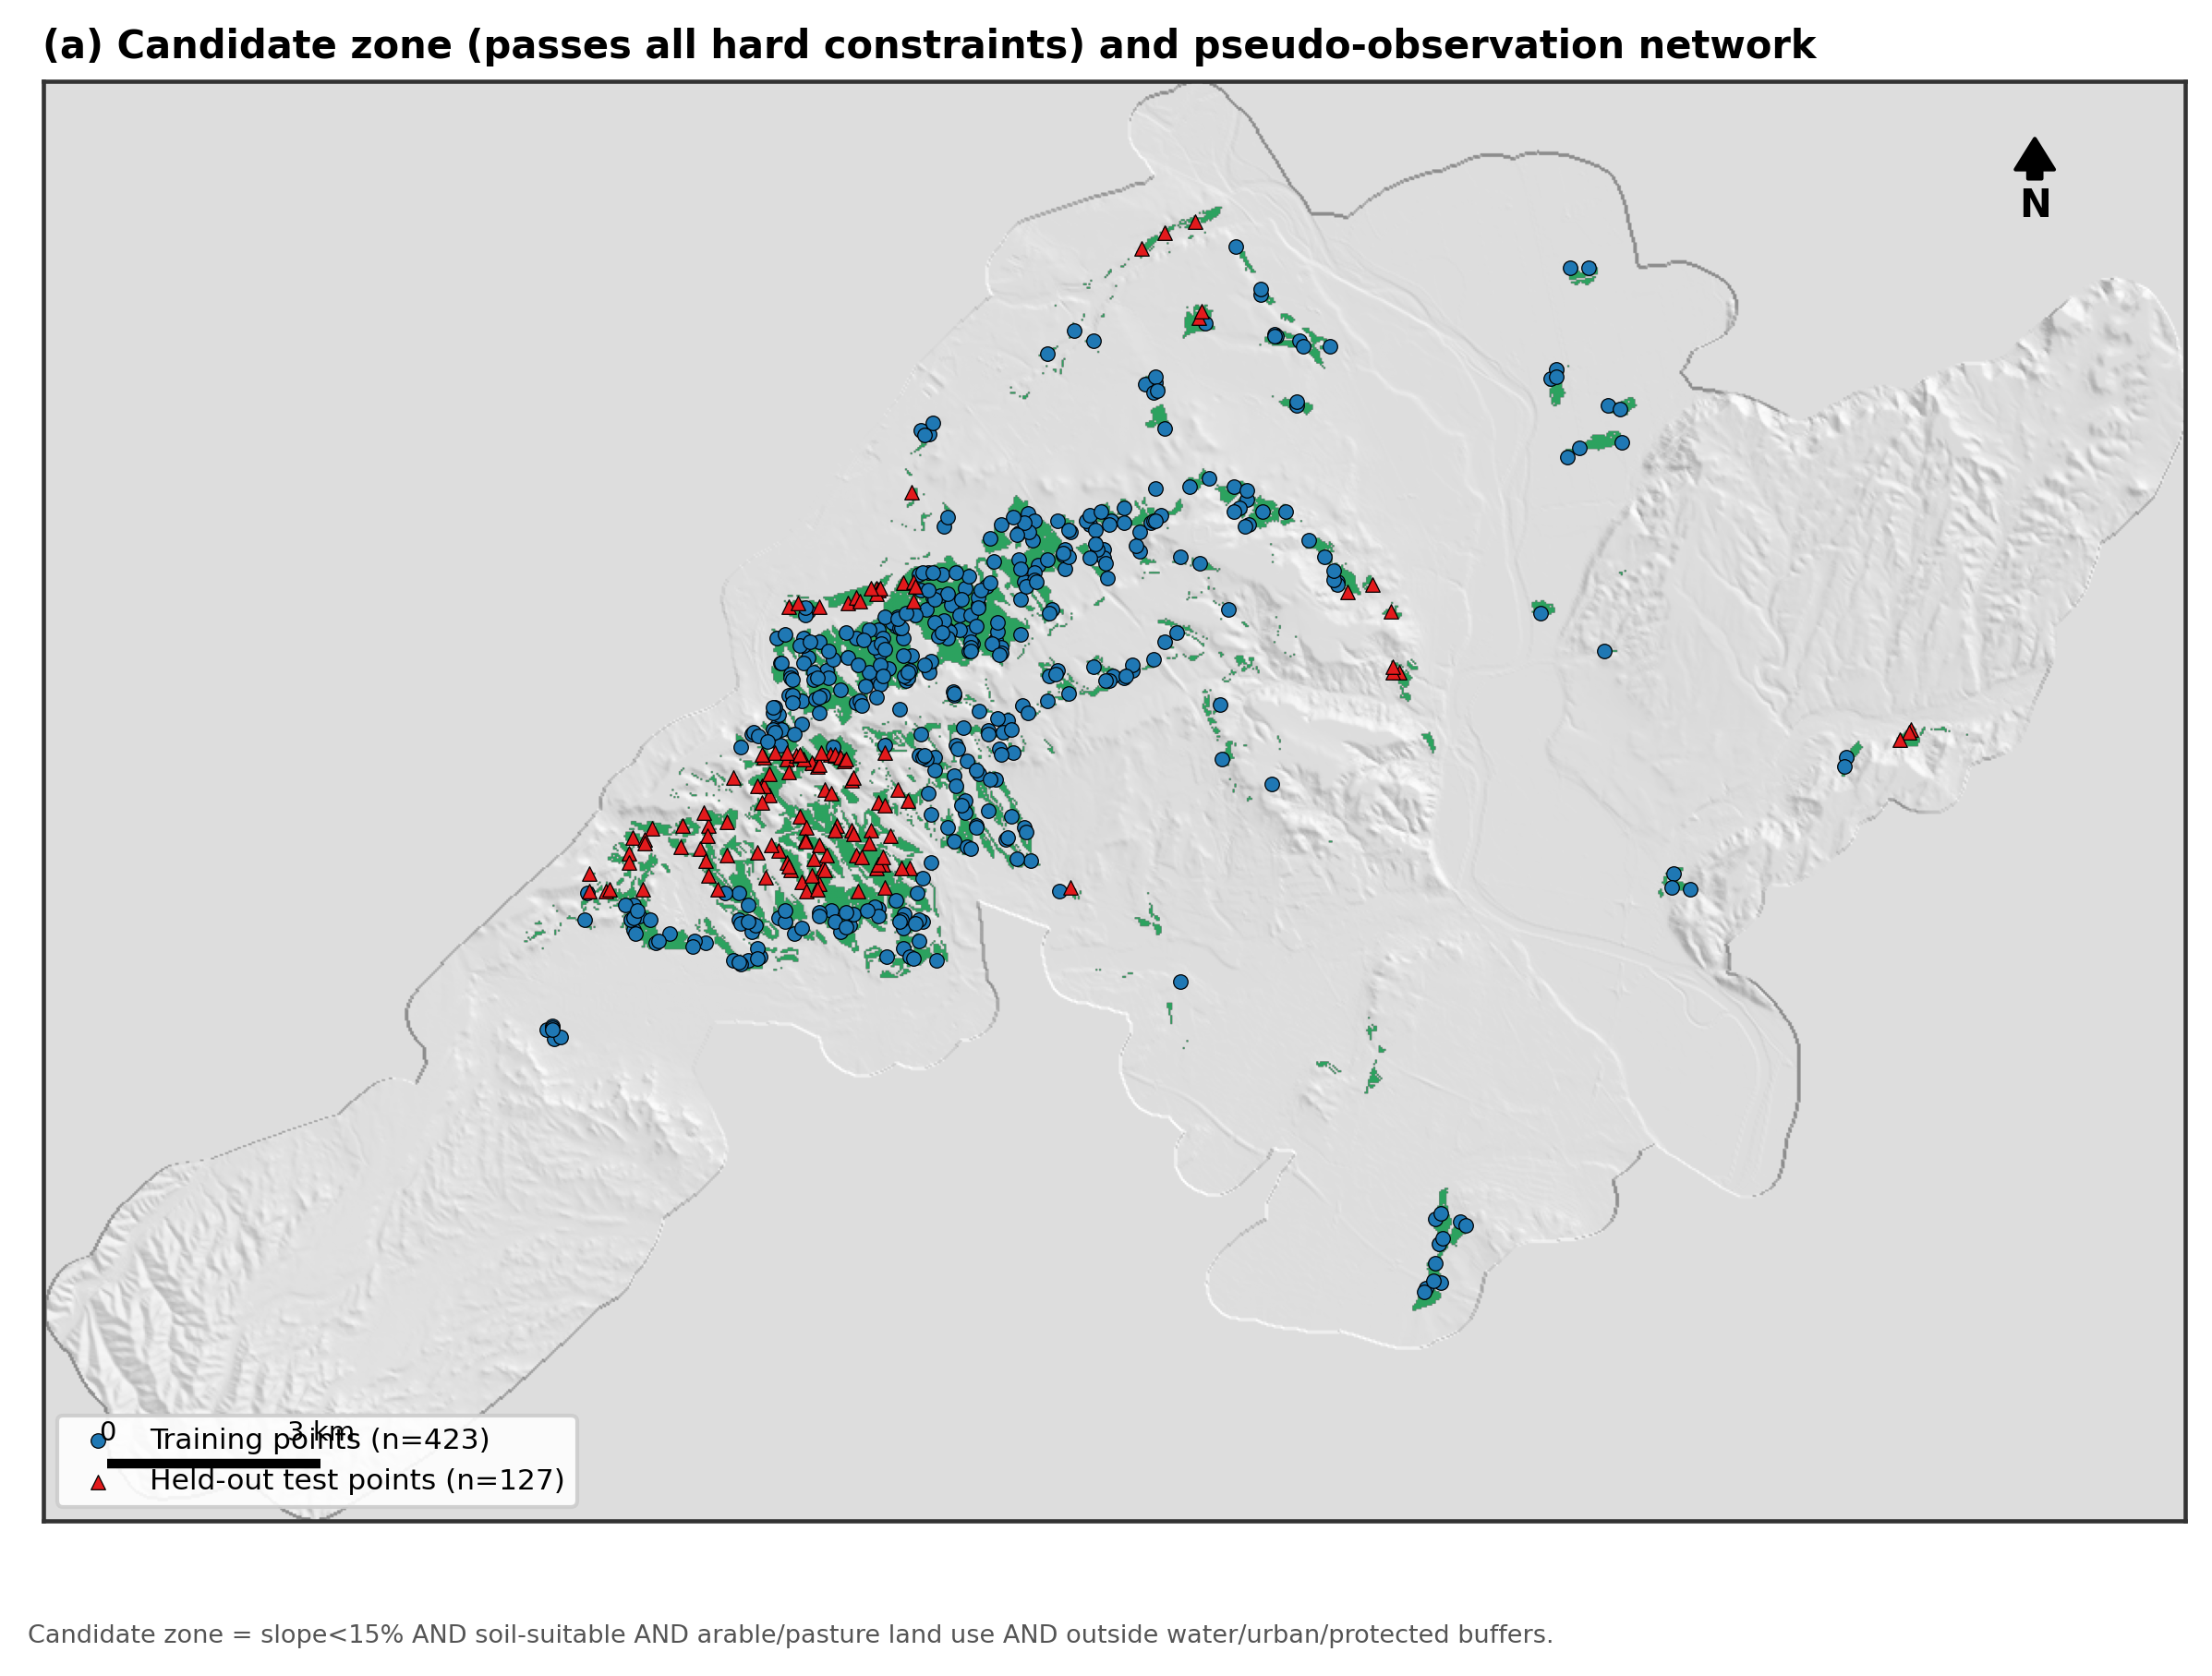 (a) Candidate zone (passes all hard constraints) and pseudo-observation network
N
0 3 km
Training points (n=423)
Held-out test points (n=127)
Candidate zone = slope<15% AND soil-suitable AND arable/pasture land use AND outside water/urban/protected buffers.